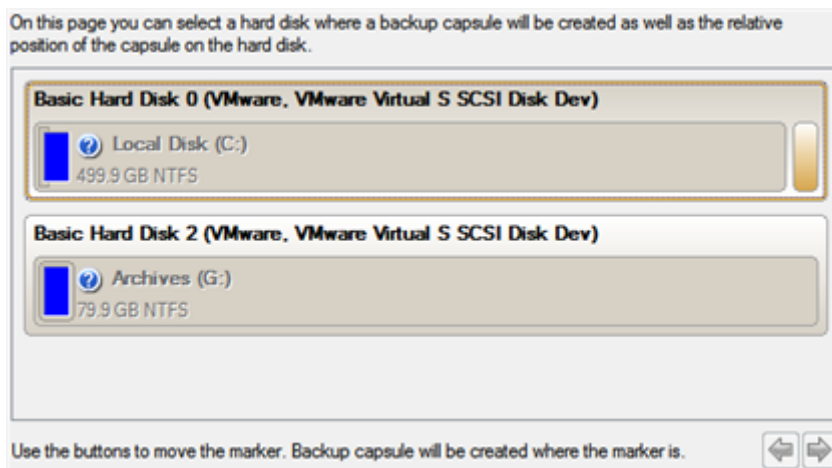 On this page you can select a hard disk where a backup capsule will be created as well as the relative
position of the capsule on the hard disk.
Basic Hard Disk 0 (VMware, VMware Virtual S SCSI Disk Dev)
? Local Disk (C:)
499.9 GB NTFS
Basic Hard Disk 2 (VMware, VMware Virtual S SCSI Disk Dev)
? Archives (G:)
79.9 GB NTFS
Use the buttons to move the marker. Backup capsule will be created where the marker is.